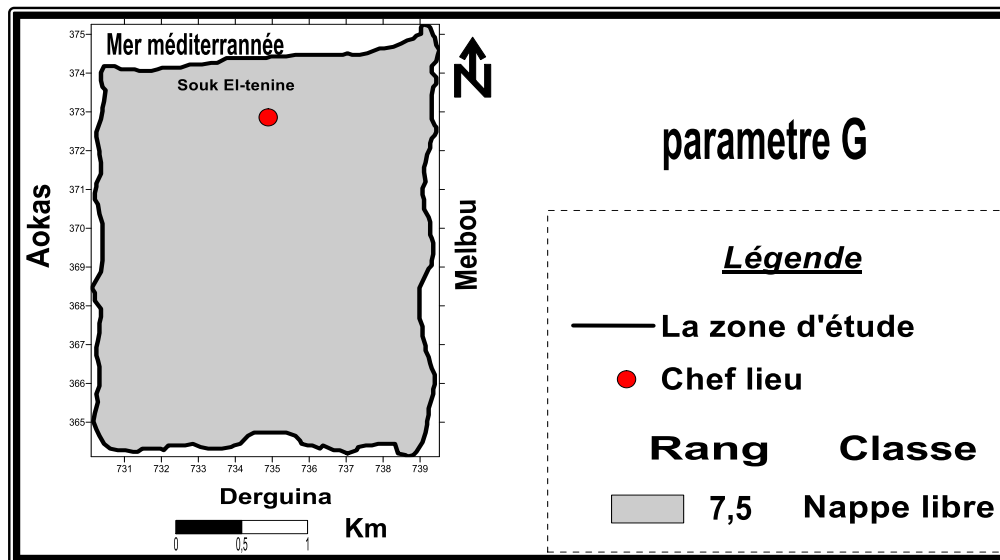 Mer méditerrannée
Souk El-tenine
375
374
373
372
371
370
369
368
367
366
365
731 732 733 734 735 736 737 738 739
Aokas
Melbou
Derguina
N
0 0,5 1
Km
parametre G
Légende
La zone d'étude
Chef lieu
Rang Classe
7,5 Nappe libre